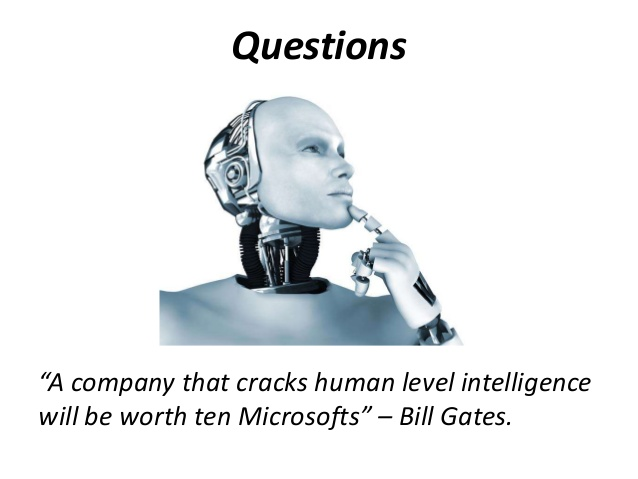 Questions
“A company that cracks human level intelligence
will be worth ten Microsofts” – Bill Gates.